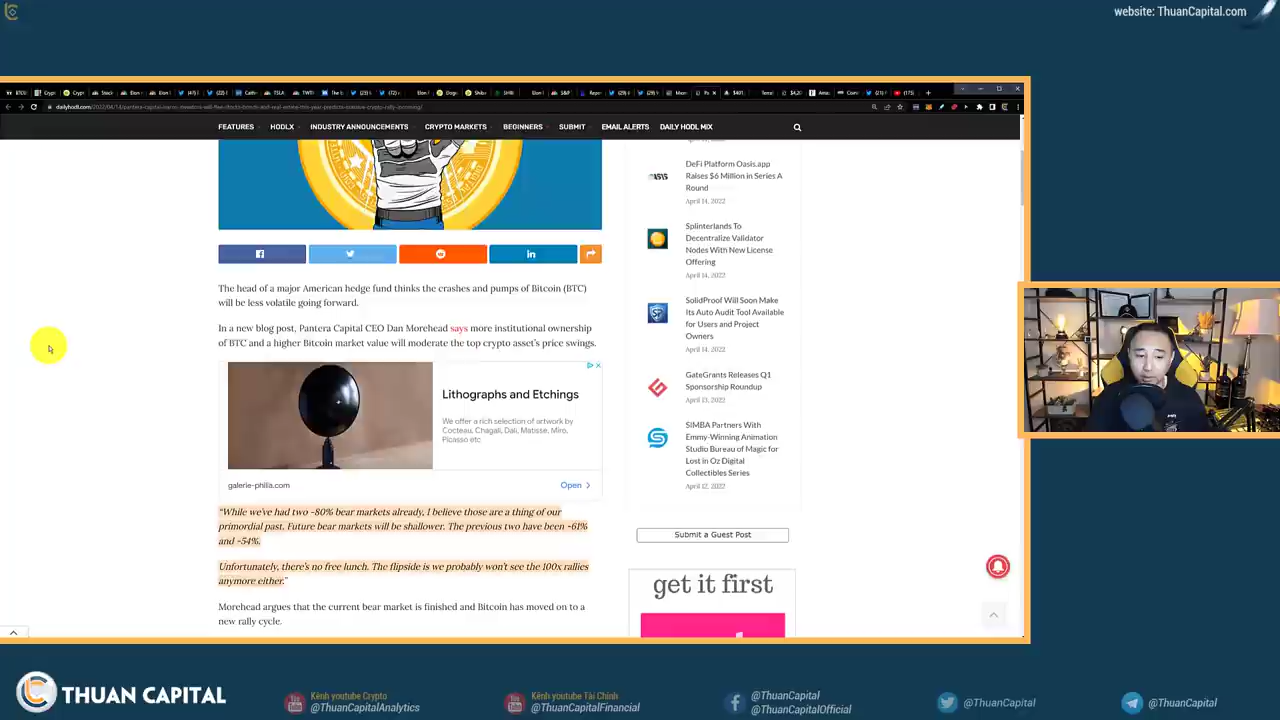 website: ThuanCapital.com
FEATURES
HODLX
INDUSTRY ANNOUNCEMENTS
CRYPTO MARKETS
BEGINNERS
SUBMIT
EMAIL ALERTS
DAILY HODL MIX
The head of a major American hedge fund thinks the crashes and pumps of Bitcoin (BTC)
will be less volatile going forward.
In a new blog post, Pantera Capital CEO Dan Morehead says more institutional ownership
of BTC and a higher Bitcoin market value will moderate the top crypto asset's price swings.
Lithographs and Etchings
We offer a rich selection of artwork by
Cocteau, Chagall, Dali, Matisse, Miro,
Picasso etc
galerie-philia.com
Open
"While we've had two -80% bear markets already, I believe those are a thing of our
primordial past. Future bear markets will be shallower. The previous two have been -61%
and -54%.
Unfortunately, there's no free lunch. The flipside is we probably won't see the 100x rallies
anymore either."
Morehead argues that the current bear market is finished and Bitcoin has moved on to a
new rally cycle.
DeFi Platform Oasis.app
Raises $6 Million in Series A
Round
April 14, 2022
Splinterlands To
Decentralize Validator
Nodes With New License
Offering
April 14, 2022
SolidProof Will Soon Make
Its Auto Audit Tool Available
for Users and Project
Owners
April 14, 2022
GateGrants Releases Q1
Sponsorship Roundup
April 13, 2022
SIMBA Partners With
Emmy-Winning Animation
Studio Bureau of Magic for
Lost in Oz Digital
Collectibles Series
April 12, 2022
Submit a Guest Post
get it first
THUAN CAPITAL
Kênh youtube Crypto
@ThuanCapitalAnalytics
Kênh youtube Tài Chính
@ThuanCapitalFinancial
@ThuanCapital
@ThuanCapitalOfficial
@ThuanCapital
@ThuanCapital